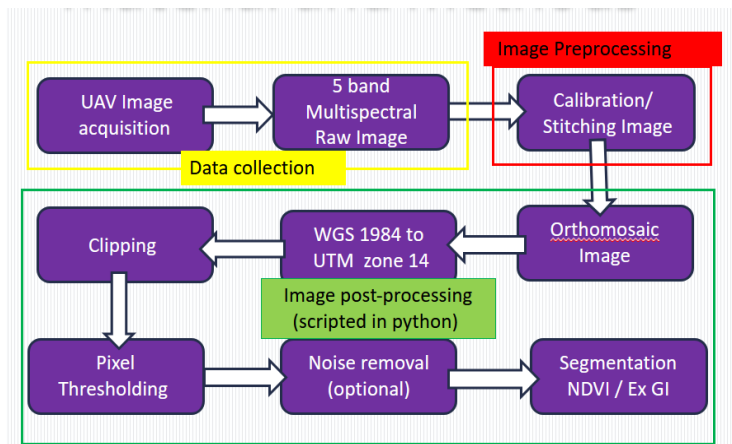 Image Preprocessing
UAV Image
acquisition
5 band
Multispectral
Raw Image
Calibration/
Stitching Image
Data collection
Clipping
WGS 1984 to
UTM zone 14
Orthomosaic
Image
Image post-processing
(scripted in python)
Pixel
Thresholding
Noise removal
(optional)
Segmentation
NDVI / Ex GI